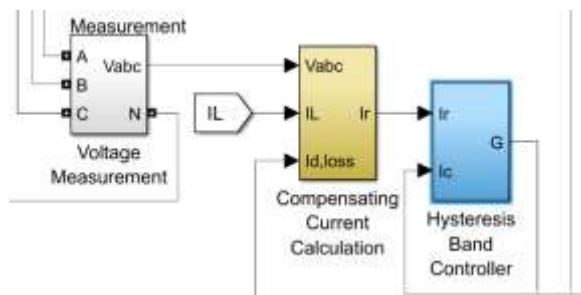 Measurement
A
B
C
Vabc
N
Voltage
Measurement
IL
Vabc
IL
Id,loss
Ir
Compensating
Current
Calculation
Ir
Ic
G
Hysteresis
Band
Controller